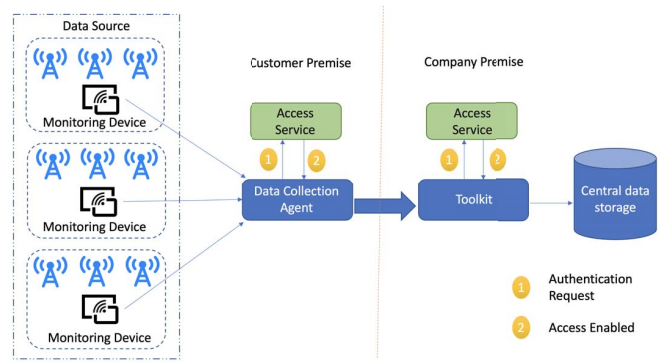 Data Source
Customer Premise
Company Premise
Monitoring Device
Access
Service
1
2
Access
Service
1
2
Monitoring Device
Data Collection
Agent
Toolkit
Central data
storage
Monitoring Device
1
Authentication
Request
2
Access Enabled